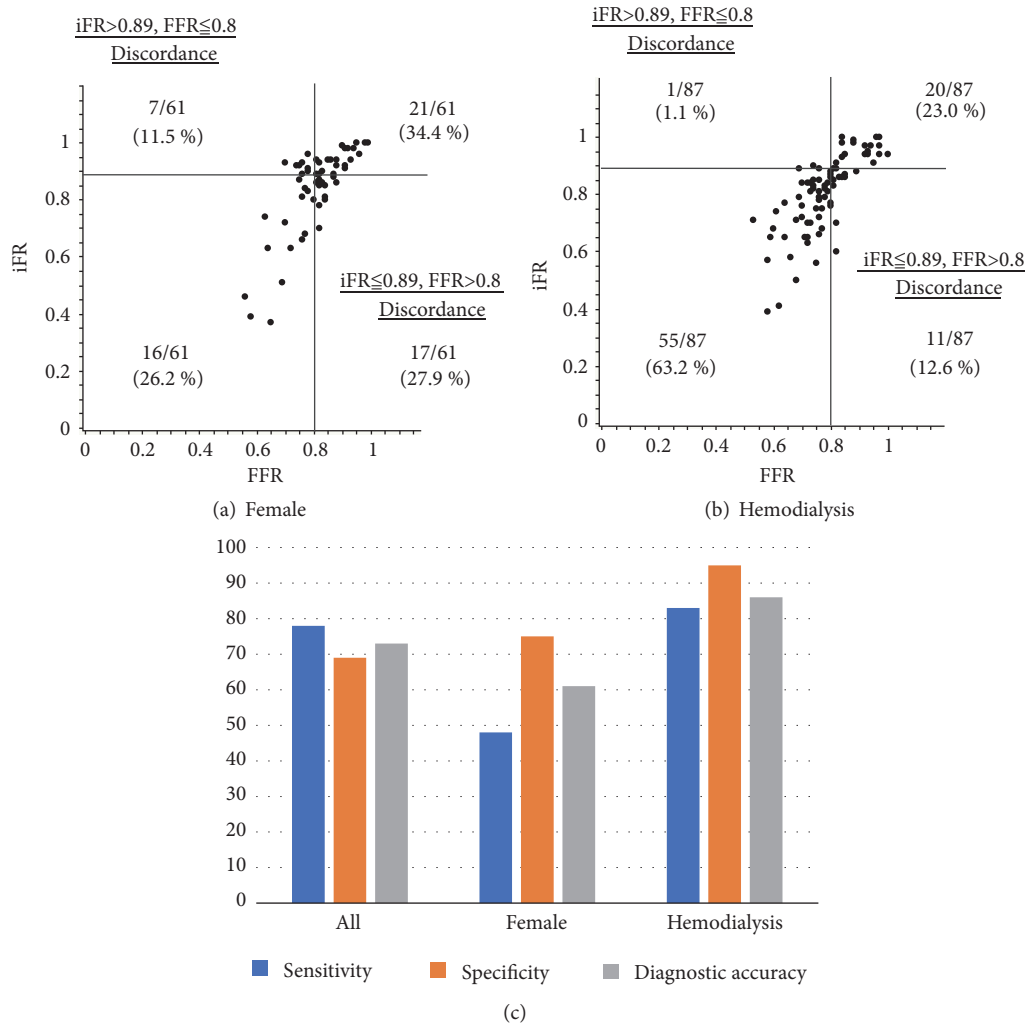 iFR>0.89, FFR≦0.8
Discordance
7/61
(11.5 %)
21/61
(34.4 %)
1
0.8
0.6
0.4
0.2
0
iFR
iFR≦0.89, FFR>0.8
Discordance
16/61
(26.2 %)
17/61
(27.9 %)
0 0.2 0.4 0.6 0.8 1
FFR
(a) Female
iFR>0.89, FFR≦0.8
Discordance
1/87
(1.1 %)
20/87
(23.0 %)
1
0.8
0.6
0.4
0.2
0
iFR
iFR≦0.89, FFR>0.8
Discordance
55/87
(63.2 %)
11/87
(12.6 %)
0 0.2 0.4 0.6 0.8 1
FFR
(b) Hemodialysis
100
90
80
70
60
50
40
30
20
10
0
All Female Hemodialysis
Sensitivity Specificity Diagnostic accuracy
(c)